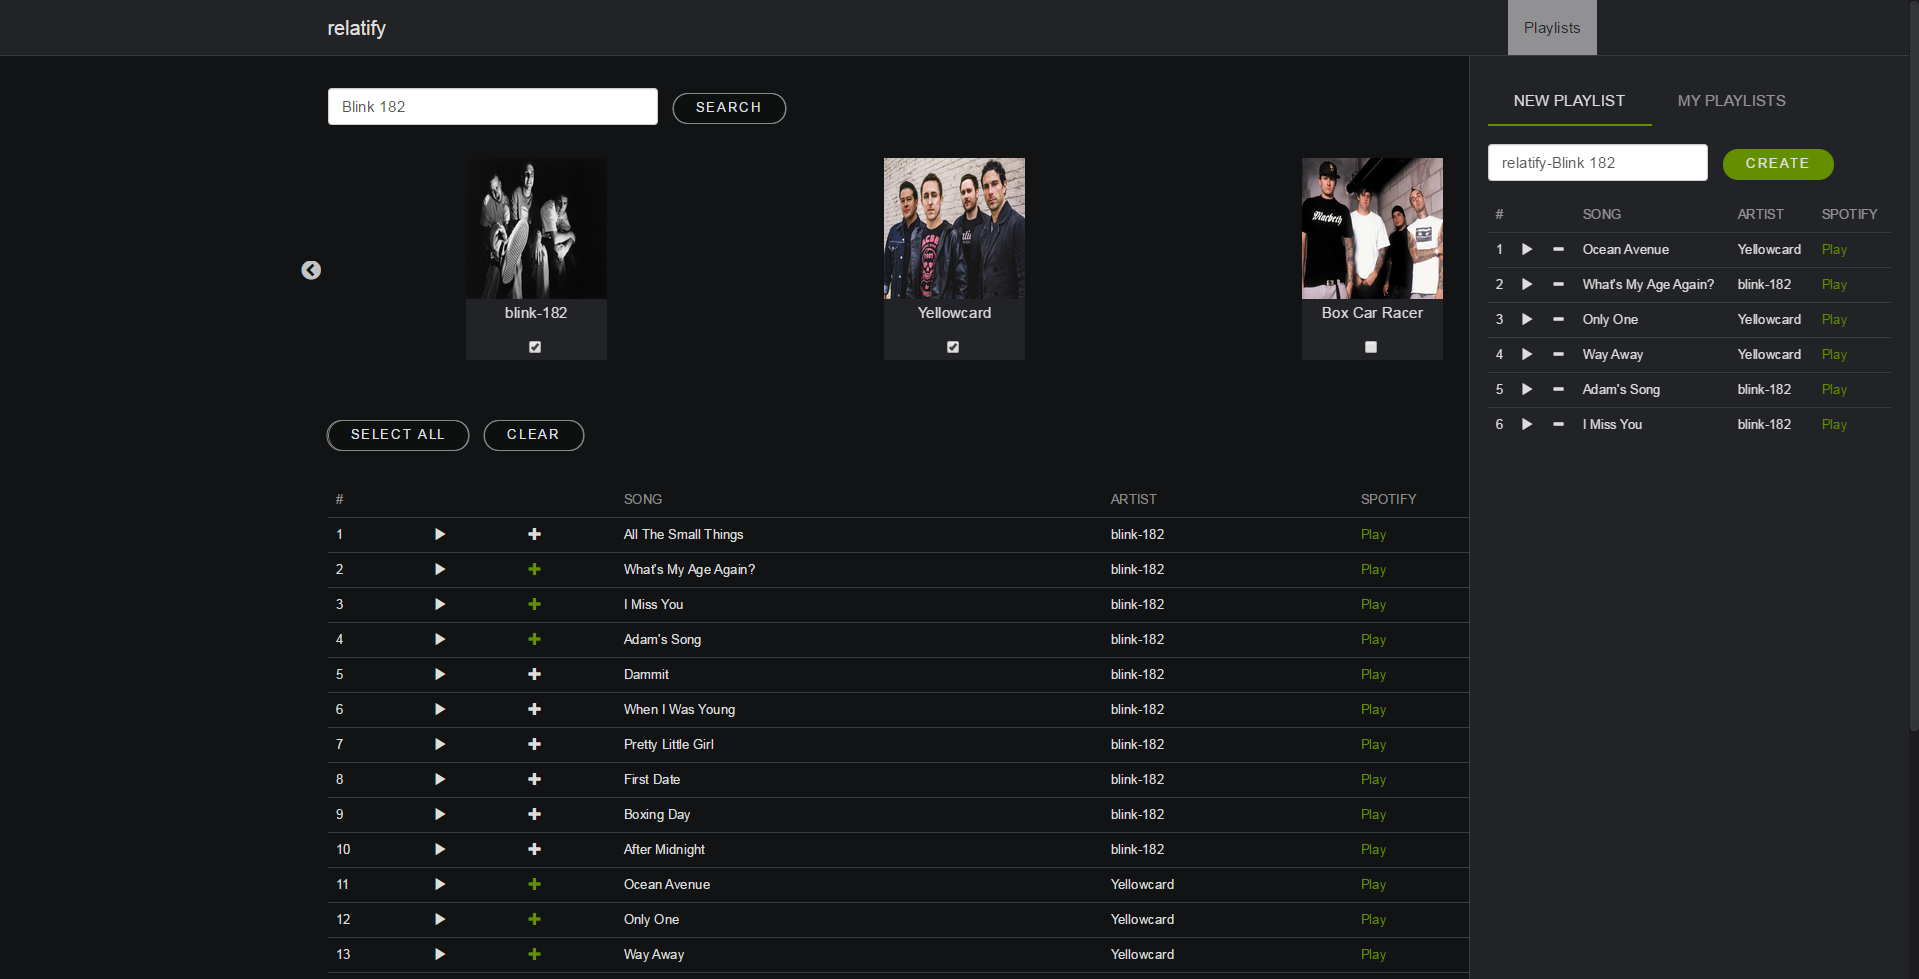 relatify
Playlists
Blink 182
SEARCH
blink-182
Yellowcard
Box Car Racer
SELECT ALL
CLEAR
# SONG ARTIST SPOTIFY
1 All The Small Things blink-182 Play
2 What's My Age Again? blink-182 Play
3 I Miss You blink-182 Play
4 Adam's Song blink-182 Play
5 Dammit blink-182 Play
6 When I Was Young blink-182 Play
7 Pretty Little Girl blink-182 Play
8 First Date blink-182 Play
9 Boxing Day blink-182 Play
10 After Midnight blink-182 Play
11 Ocean Avenue Yellowcard Play
12 Only One Yellowcard Play
13 Way Away Yellowcard Play
NEW PLAYLIST MY PLAYLISTS
relatify-Blink 182
CREATE
# SONG ARTIST SPOTIFY
1 Ocean Avenue Yellowcard Play
2 What's My Age Again? blink-182 Play
3 Only One Yellowcard Play
4 Way Away Yellowcard Play
5 Adam's Song blink-182 Play
6 I Miss You blink-182 Play